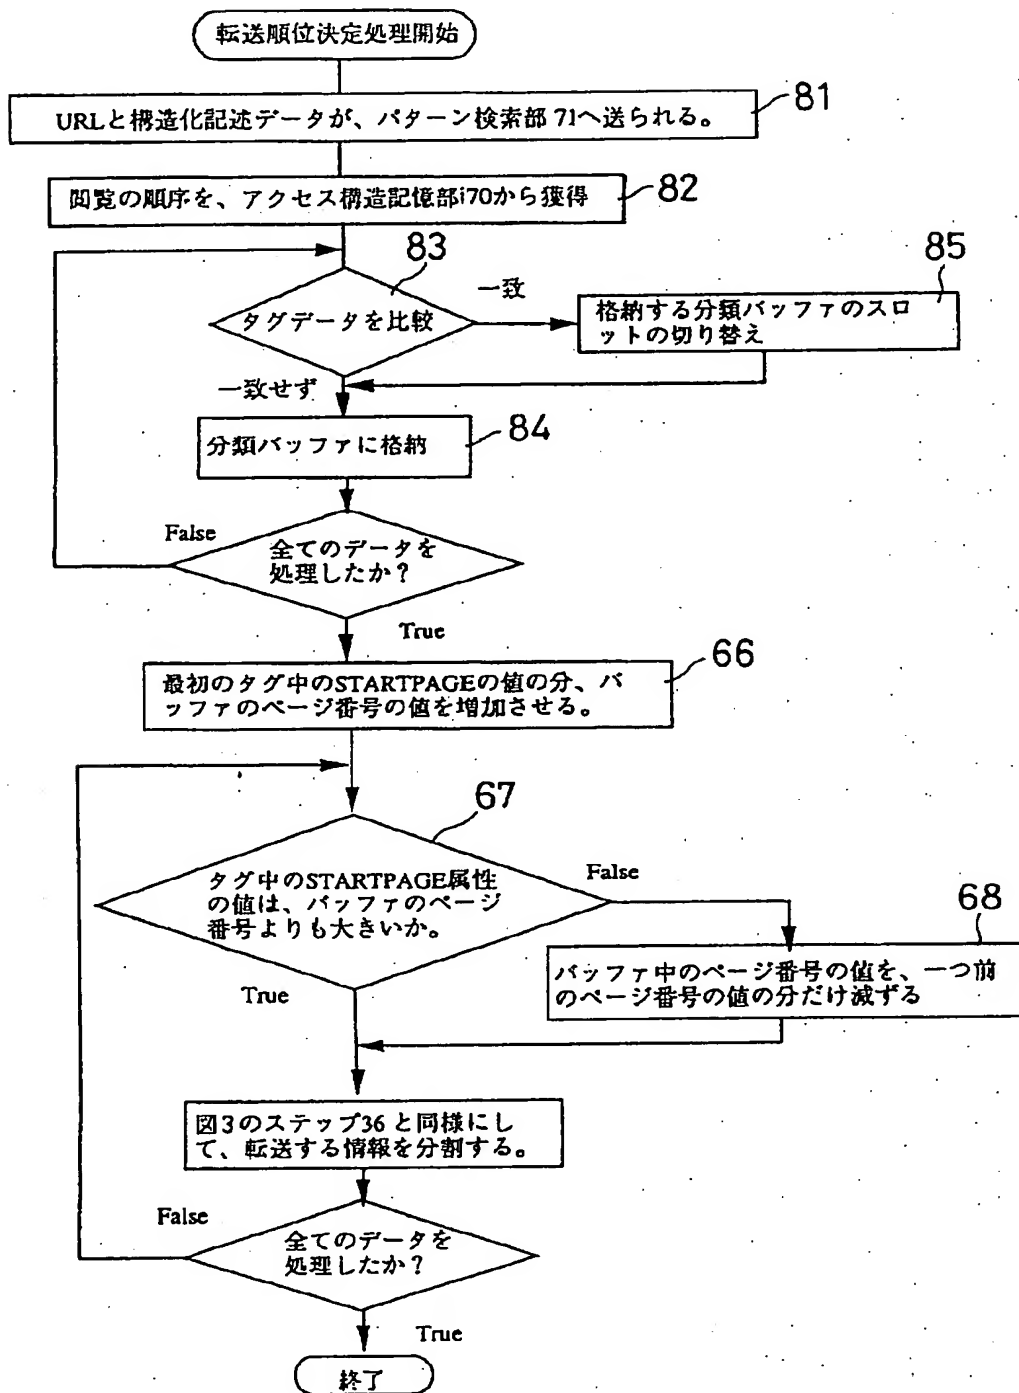 転送順位決定処理開始
81
URLと構造化記述データが、パターン検索部71へ送られる。
閲覧の順序を、アクセス構造記憶部i70から獲得
82
83
タグデータを比較
一致
85
格納する分類バッファのスロ
ットの切り替え
一致せず
分類バッファに格納
84
False
全てのデータを
処理したか?
True
66
最初のタグ中のSTARTPAGEの値の分、バ
ッファのページ番号の値を増加させる。
67
タグ中のSTARTPAGE属性
の値は、バッファのページ
番号よりも大きいか。
False
68
バッファ中のページ番号の値を、一つ前
のページ番号の値の分だけ減ずる
True
図3のステップ36と同様にし
て、転送する情報を分割する。
False
全てのデータを
処理したか?
True
終了